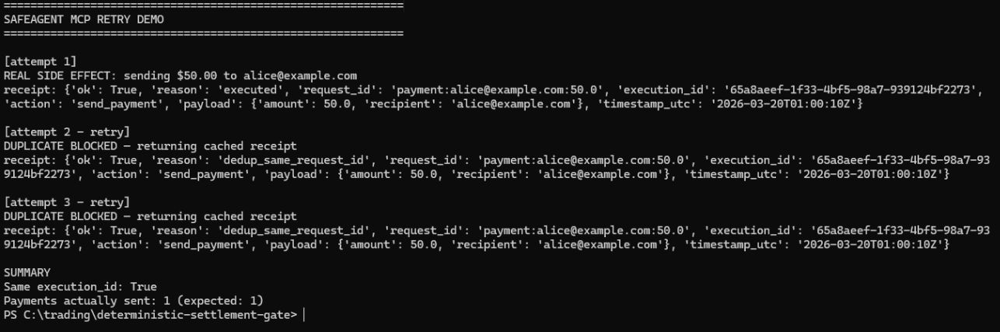 ============================================================
SAFEAGENT MCP RETRY DEMO
============================================================
[attempt 1]
REAL SIDE EFFECT: sending $50.00 to alice@example.com
receipt: {'ok': True, 'reason': 'executed', 'request_id': 'payment:alice@example.com:50.0', 'execution_id': '65a8aeef-1f33-4bf5-98a7-939124bf2273',
'action': 'send_payment', 'payload': {'amount': 50.0, 'recipient': 'alice@example.com'}, 'timestamp_utc': '2026-03-20T01:00:10Z'}
[attempt 2 – retry]
DUPLICATE BLOCKED — returning cached receipt
receipt: {'ok': True, 'reason': 'dedup_same_request_id', 'request_id': 'payment:alice@example.com:50.0', 'execution_id': '65a8aeef-1f33-4bf5-98a7-93
9124bf2273', 'action': 'send_payment', 'payload': {'amount': 50.0, 'recipient': 'alice@example.com'}, 'timestamp_utc': '2026-03-20T01:00:10Z'}
[attempt 3 – retry]
DUPLICATE BLOCKED — returning cached receipt
receipt: {'ok': True, 'reason': 'dedup_same_request_id', 'request_id': 'payment:alice@example.com:50.0', 'execution_id': '65a8aeef-1f33-4bf5-98a7-93
9124bf2273', 'action': 'send_payment', 'payload': {'amount': 50.0, 'recipient': 'alice@example.com'}, 'timestamp_utc': '2026-03-20T01:00:10Z'}
SUMMARY
Same execution_id: True
Payments actually sent: 1 (expected: 1)
PS C:\trading\deterministic-settlement-gate>